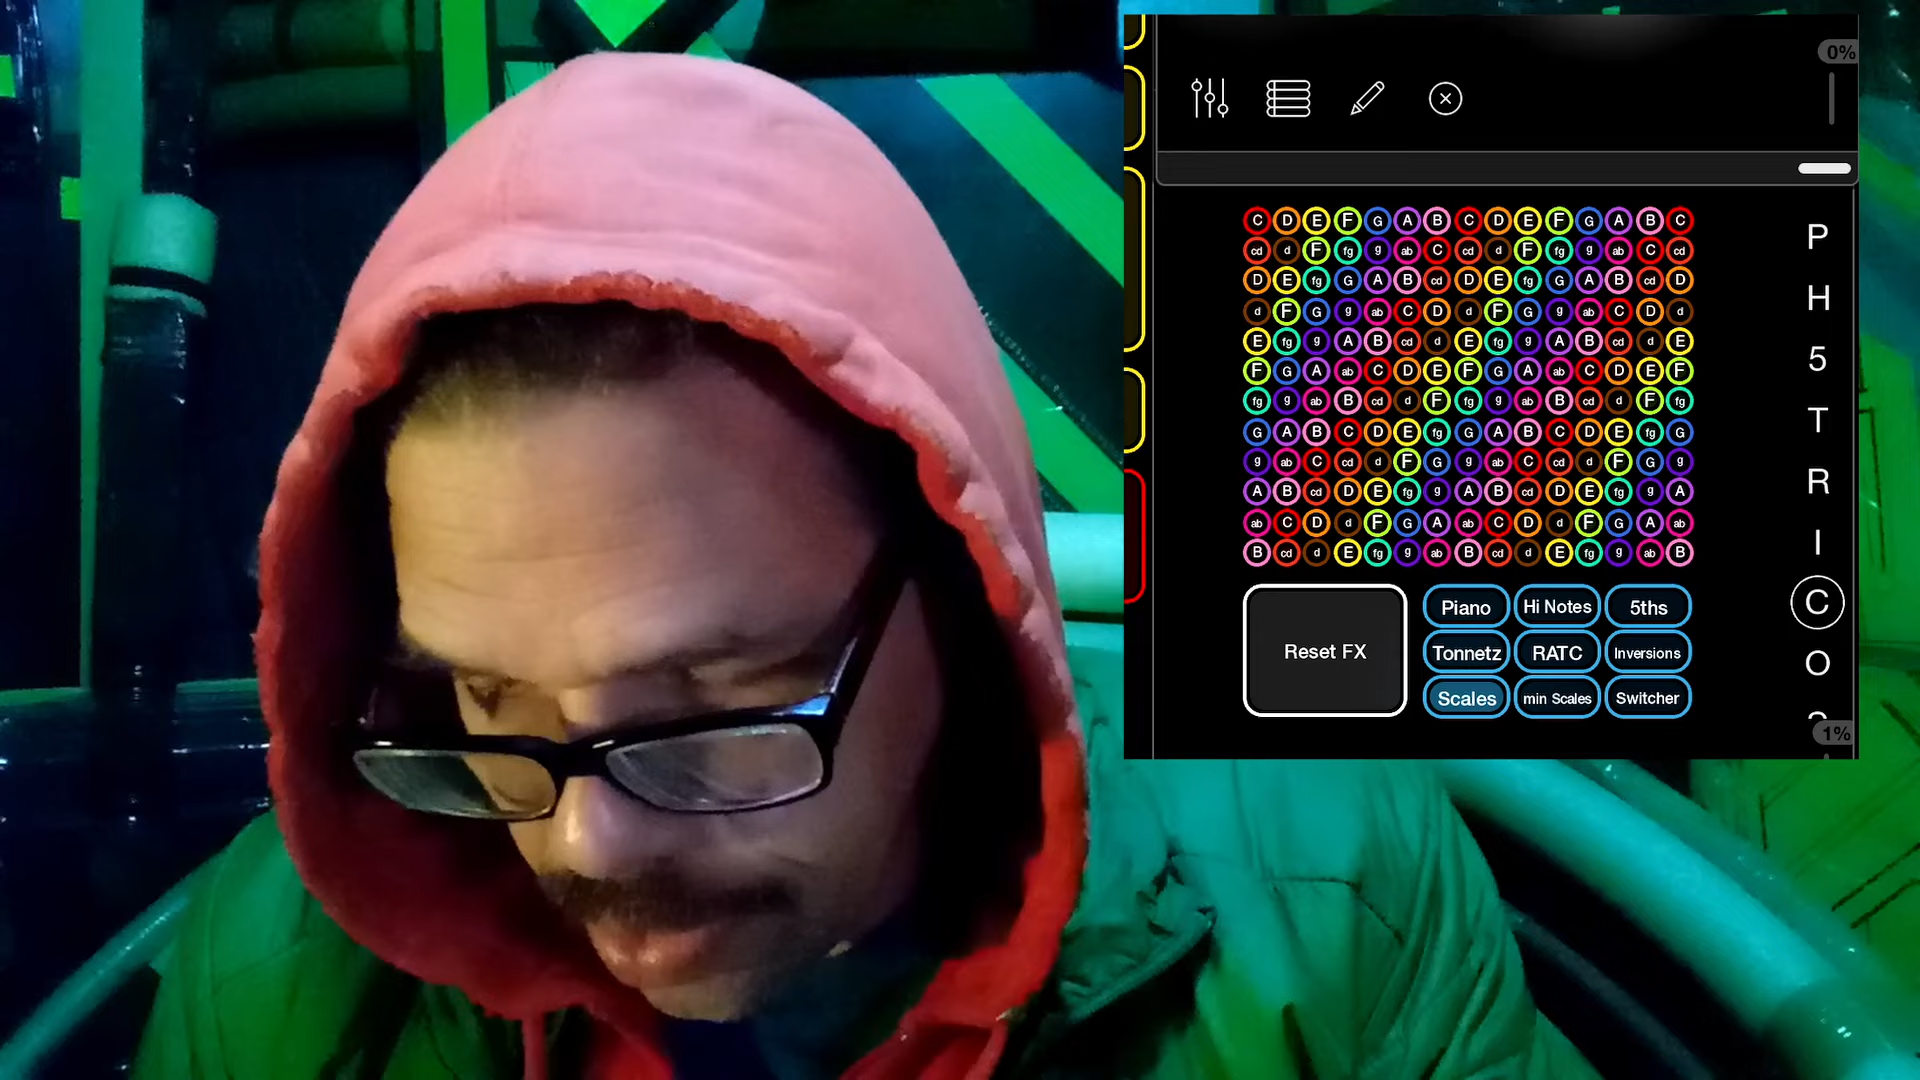 0%
C D E F G A B C D E F G A B C
cd d F fg g ab C cd d F fg g ab C cd
D E fg G A B cd D E fg G A B cd D
d F G g ab C D d F G g ab C D d
E fg g A B cd d E fg g A B cd d E
F G A ab C D E F G A ab C D E F
fg g ab B cd d F fg g ab B cd d F fg
G A B C D E fg G A B C D E fg G
g ab C cd d F G g ab C cd d F G g
A B cd D E fg g A B cd D E fg g A
ab C D d F G A ab C D d F G A ab
B cd d E fg g ab B cd d E fg g ab B
Reset FX
Piano Hi Notes 5ths
Tonnetz RATC Inversions
Scales min Scales Switcher
P
H
5
T
R
I
C
O
1%